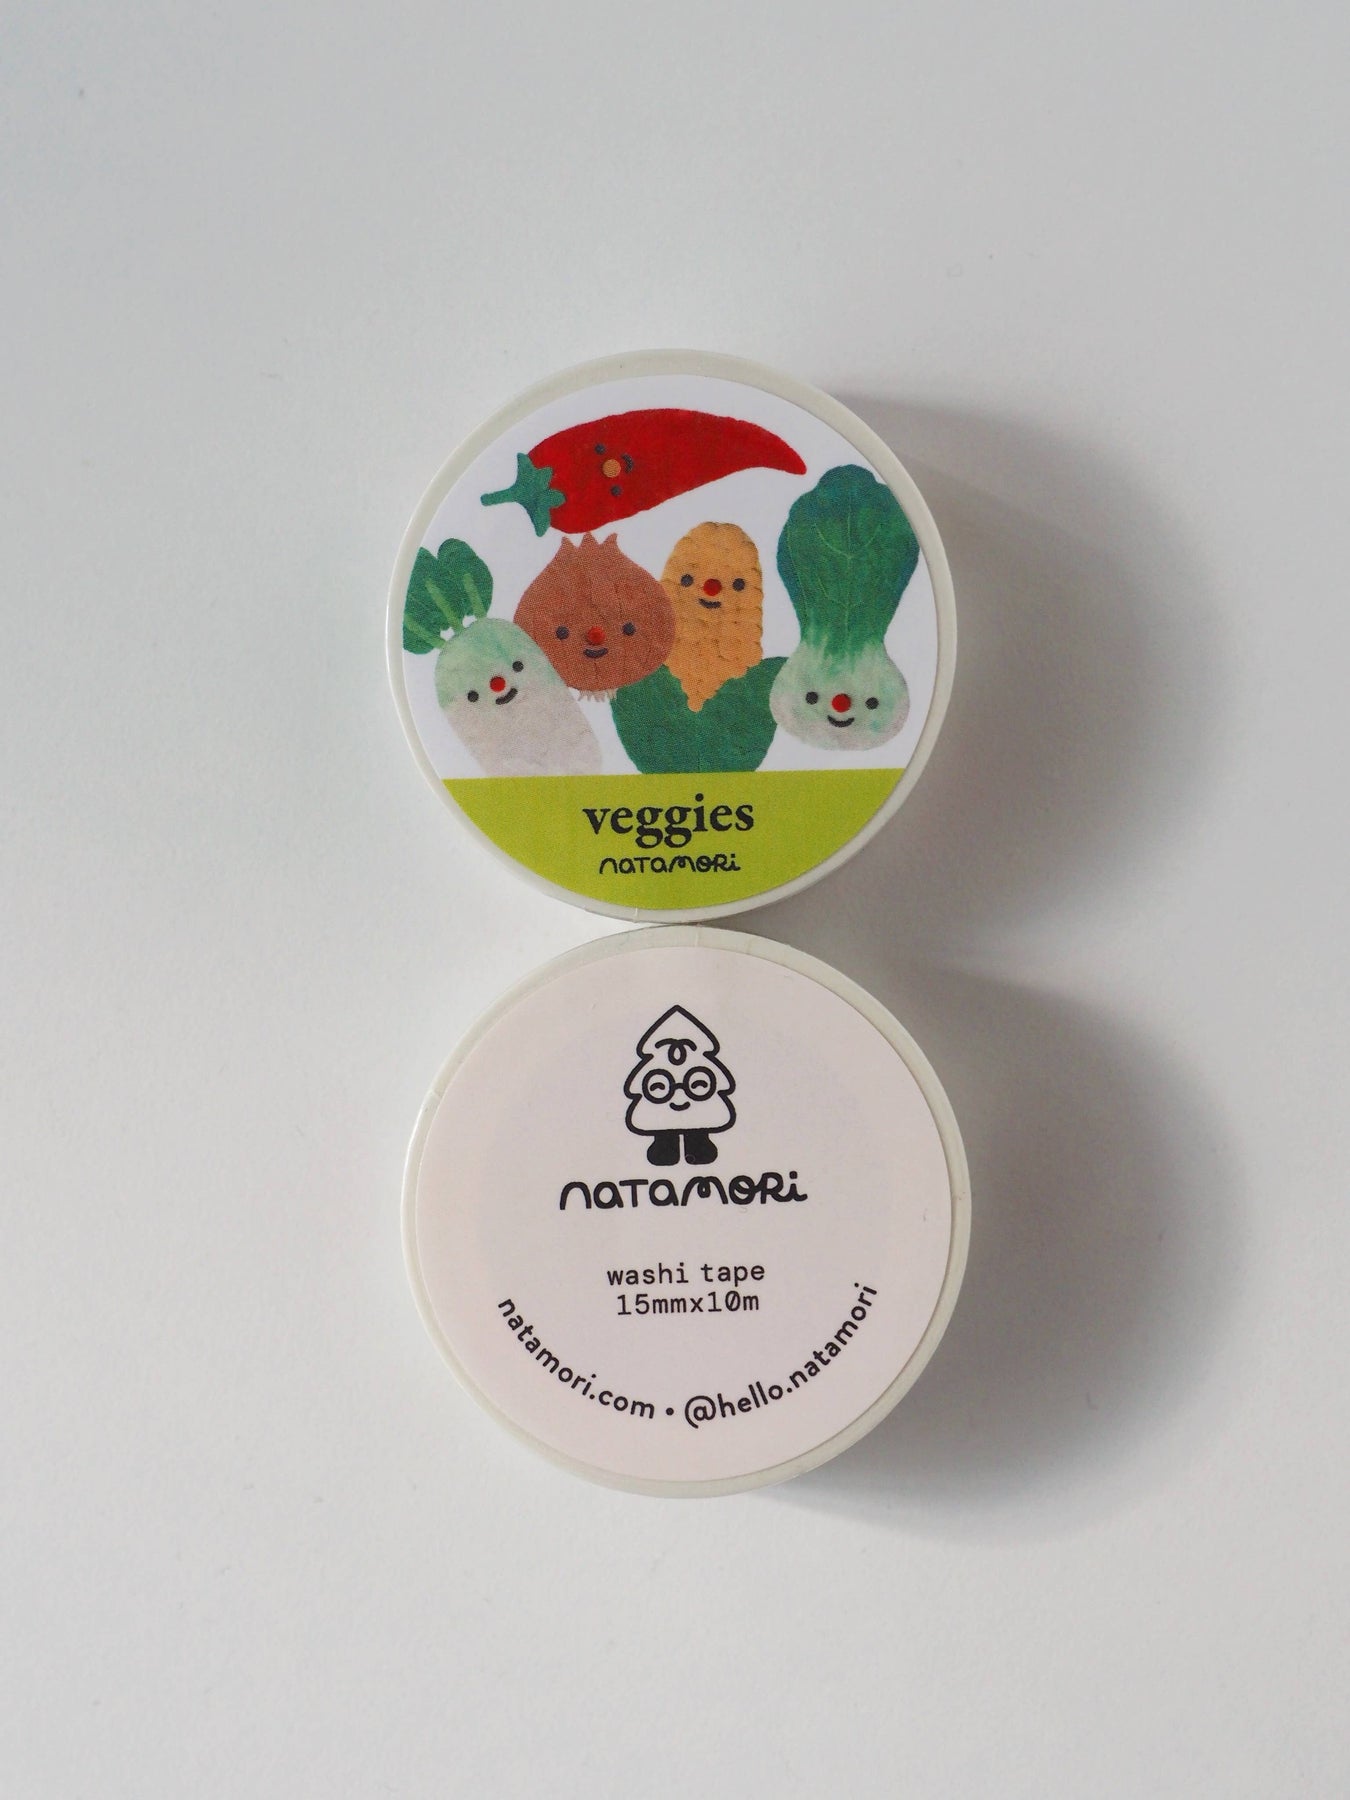 veggies
natamori
natamori
washi tape
15mmx10m
natamori.com • @hello.natamori